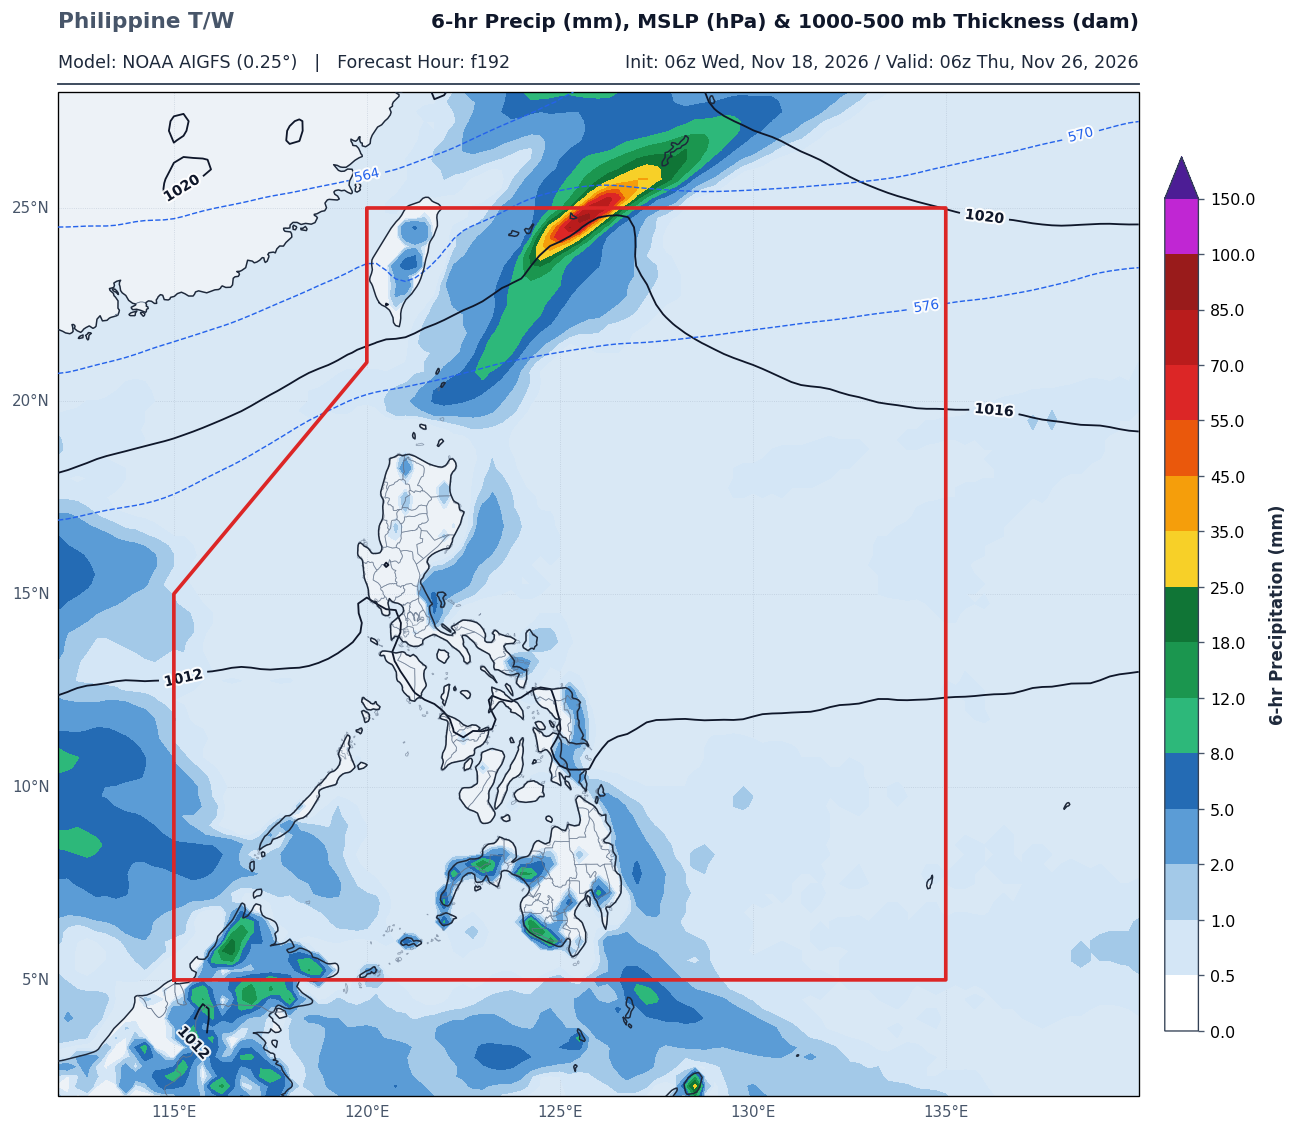 Philippine T/W
6-hr Precip (mm), MSLP (hPa) & 1000-500 mb Thickness (dam)
Model: NOAA AIGFS (0.25°) | Forecast Hour: f192
Init: 06z Wed, Nov 18, 2026 / Valid: 06z Thu, Nov 26, 2026
570
564
1020
1020
576
1016
1012
1012
25°N
20°N
15°N
10°N
5°N
115°E
120°E
125°E
130°E
135°E
150.0
100.0
85.0
70.0
55.0
45.0
35.0
25.0
18.0
12.0
8.0
5.0
2.0
1.0
0.5
0.0
6-hr Precipitation (mm)